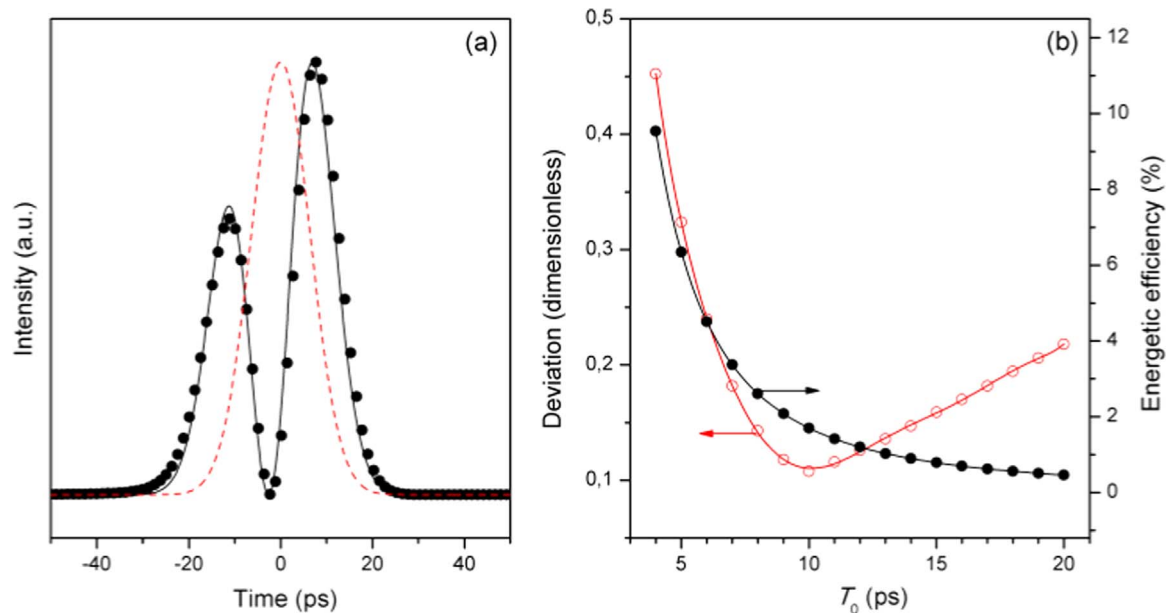 (a)
Intensity (a.u.)
-40 -20 0 20 40
Time (ps)
(b)
0,5
0,4
0,3
0,2
0,1
Deviation (dimensionless)
12
10
8
6
4
2
0
Energetic efficiency (%)
5 10 15 20
T0 (ps)